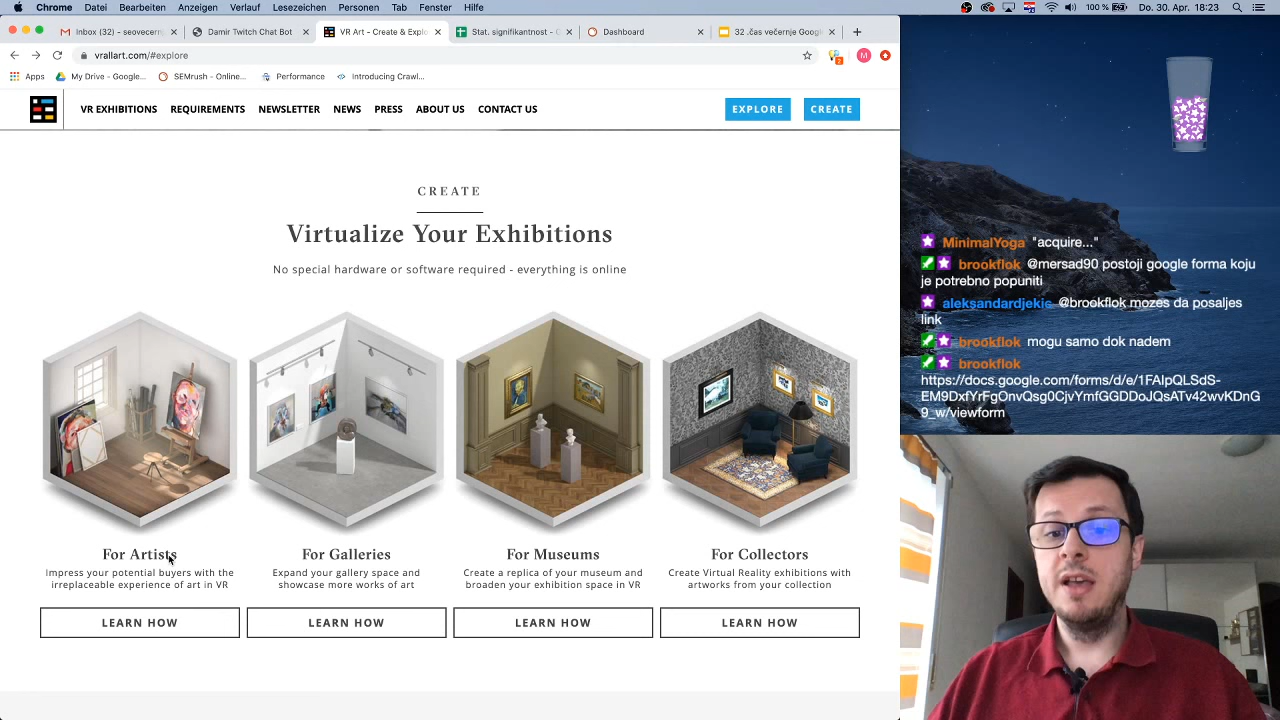 Chrome Datei Bearbeiten Anzeigen Verlauf Lesezeichen Personen Tab Fenster Hilfe
100 % Do. 30. Apr. 18:23
Inbox (32) - seovecern
Damir Twitch Chat Bot
VR Art - Create & Explo
Stat. signifikantnost - G
Dashboard
32 .čas večernje Googl
vrallart.com/#explore
Apps
My Drive - Google...
SEMrush - Online...
Performance
Introducing Crawl...
VR EXHIBITIONS REQUIREMENTS NEWSLETTER NEWS PRESS ABOUT US CONTACT US
EXPLORE CREATE
CREATE
Virtualize Your Exhibitions
No special hardware or software required - everything is online
For Artists
Impress your potential buyers with the
irreplaceable experience of art in VR
LEARN HOW
For Galleries
Expand your gallery space and
showcase more works of art
LEARN HOW
For Museums
Create a replica of your museum and
broaden your exhibition space in VR
LEARN HOW
For Collectors
Create Virtual Reality exhibitions with
artworks from your collection
LEARN HOW
MinimalYoga "acquire..."
brookflok @mersad90 postoji google forma koju
je potrebno popuniti
aleksandardjekic @brookflok mozes da posaljes
link
brookflok mogu samo dok nadem
brookflok
https://docs.google.com/forms/d/e/1FAIpQLSdS-
EM9DxfYrFgOnvQsg0CjvYmfGGDDoJQsATv42wvKDnG
9_w/viewform